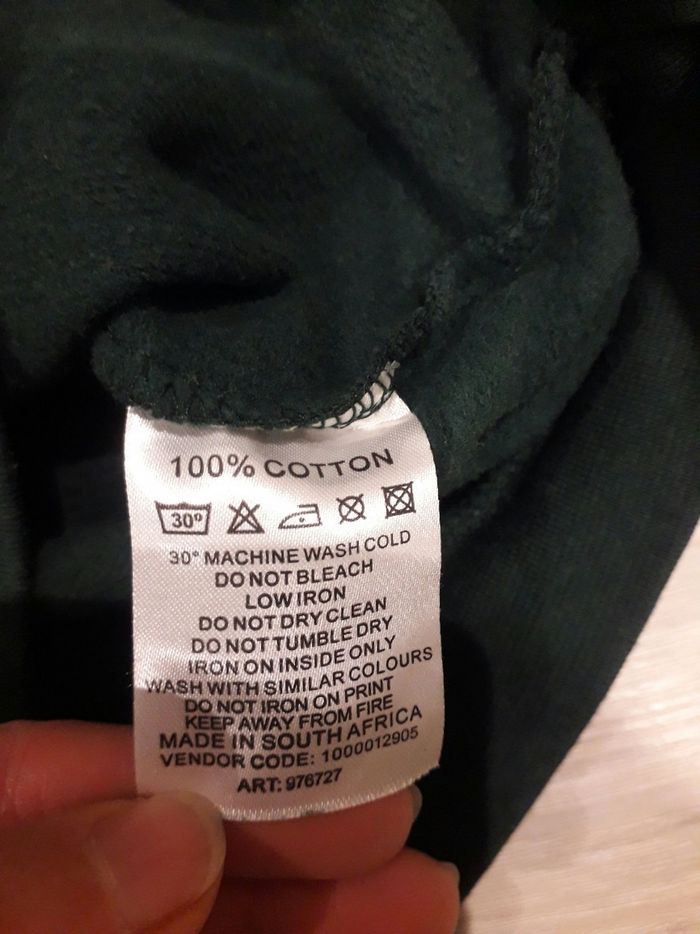 100% COTTON
30°
30° MACHINE WASH COLD
DO NOT BLEACH
LOW IRON
DO NOT DRY CLEAN
DO NOT TUMBLE DRY
IRON ON INSIDE ONLY
WASH WITH SIMILAR COLOURS
DO NOT IRON ON PRINT
KEEP AWAY FROM FIRE
MADE IN SOUTH AFRICA
VENDOR CODE: 1000012905
ART: 976727